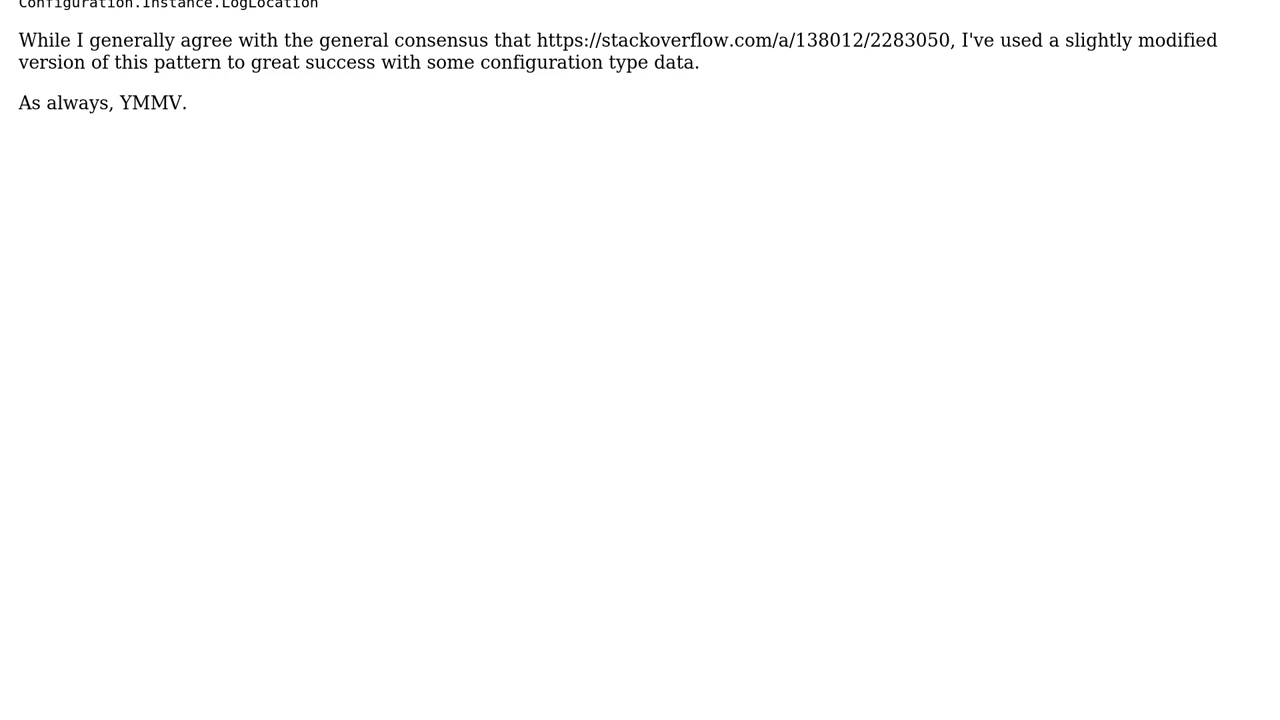 Configuration.Instance.LogLocation
While I generally agree with the general consensus that https://stackoverflow.com/a/138012/2283050, I've used a slightly modified
version of this pattern to great success with some configuration type data.
As always, YMMV.